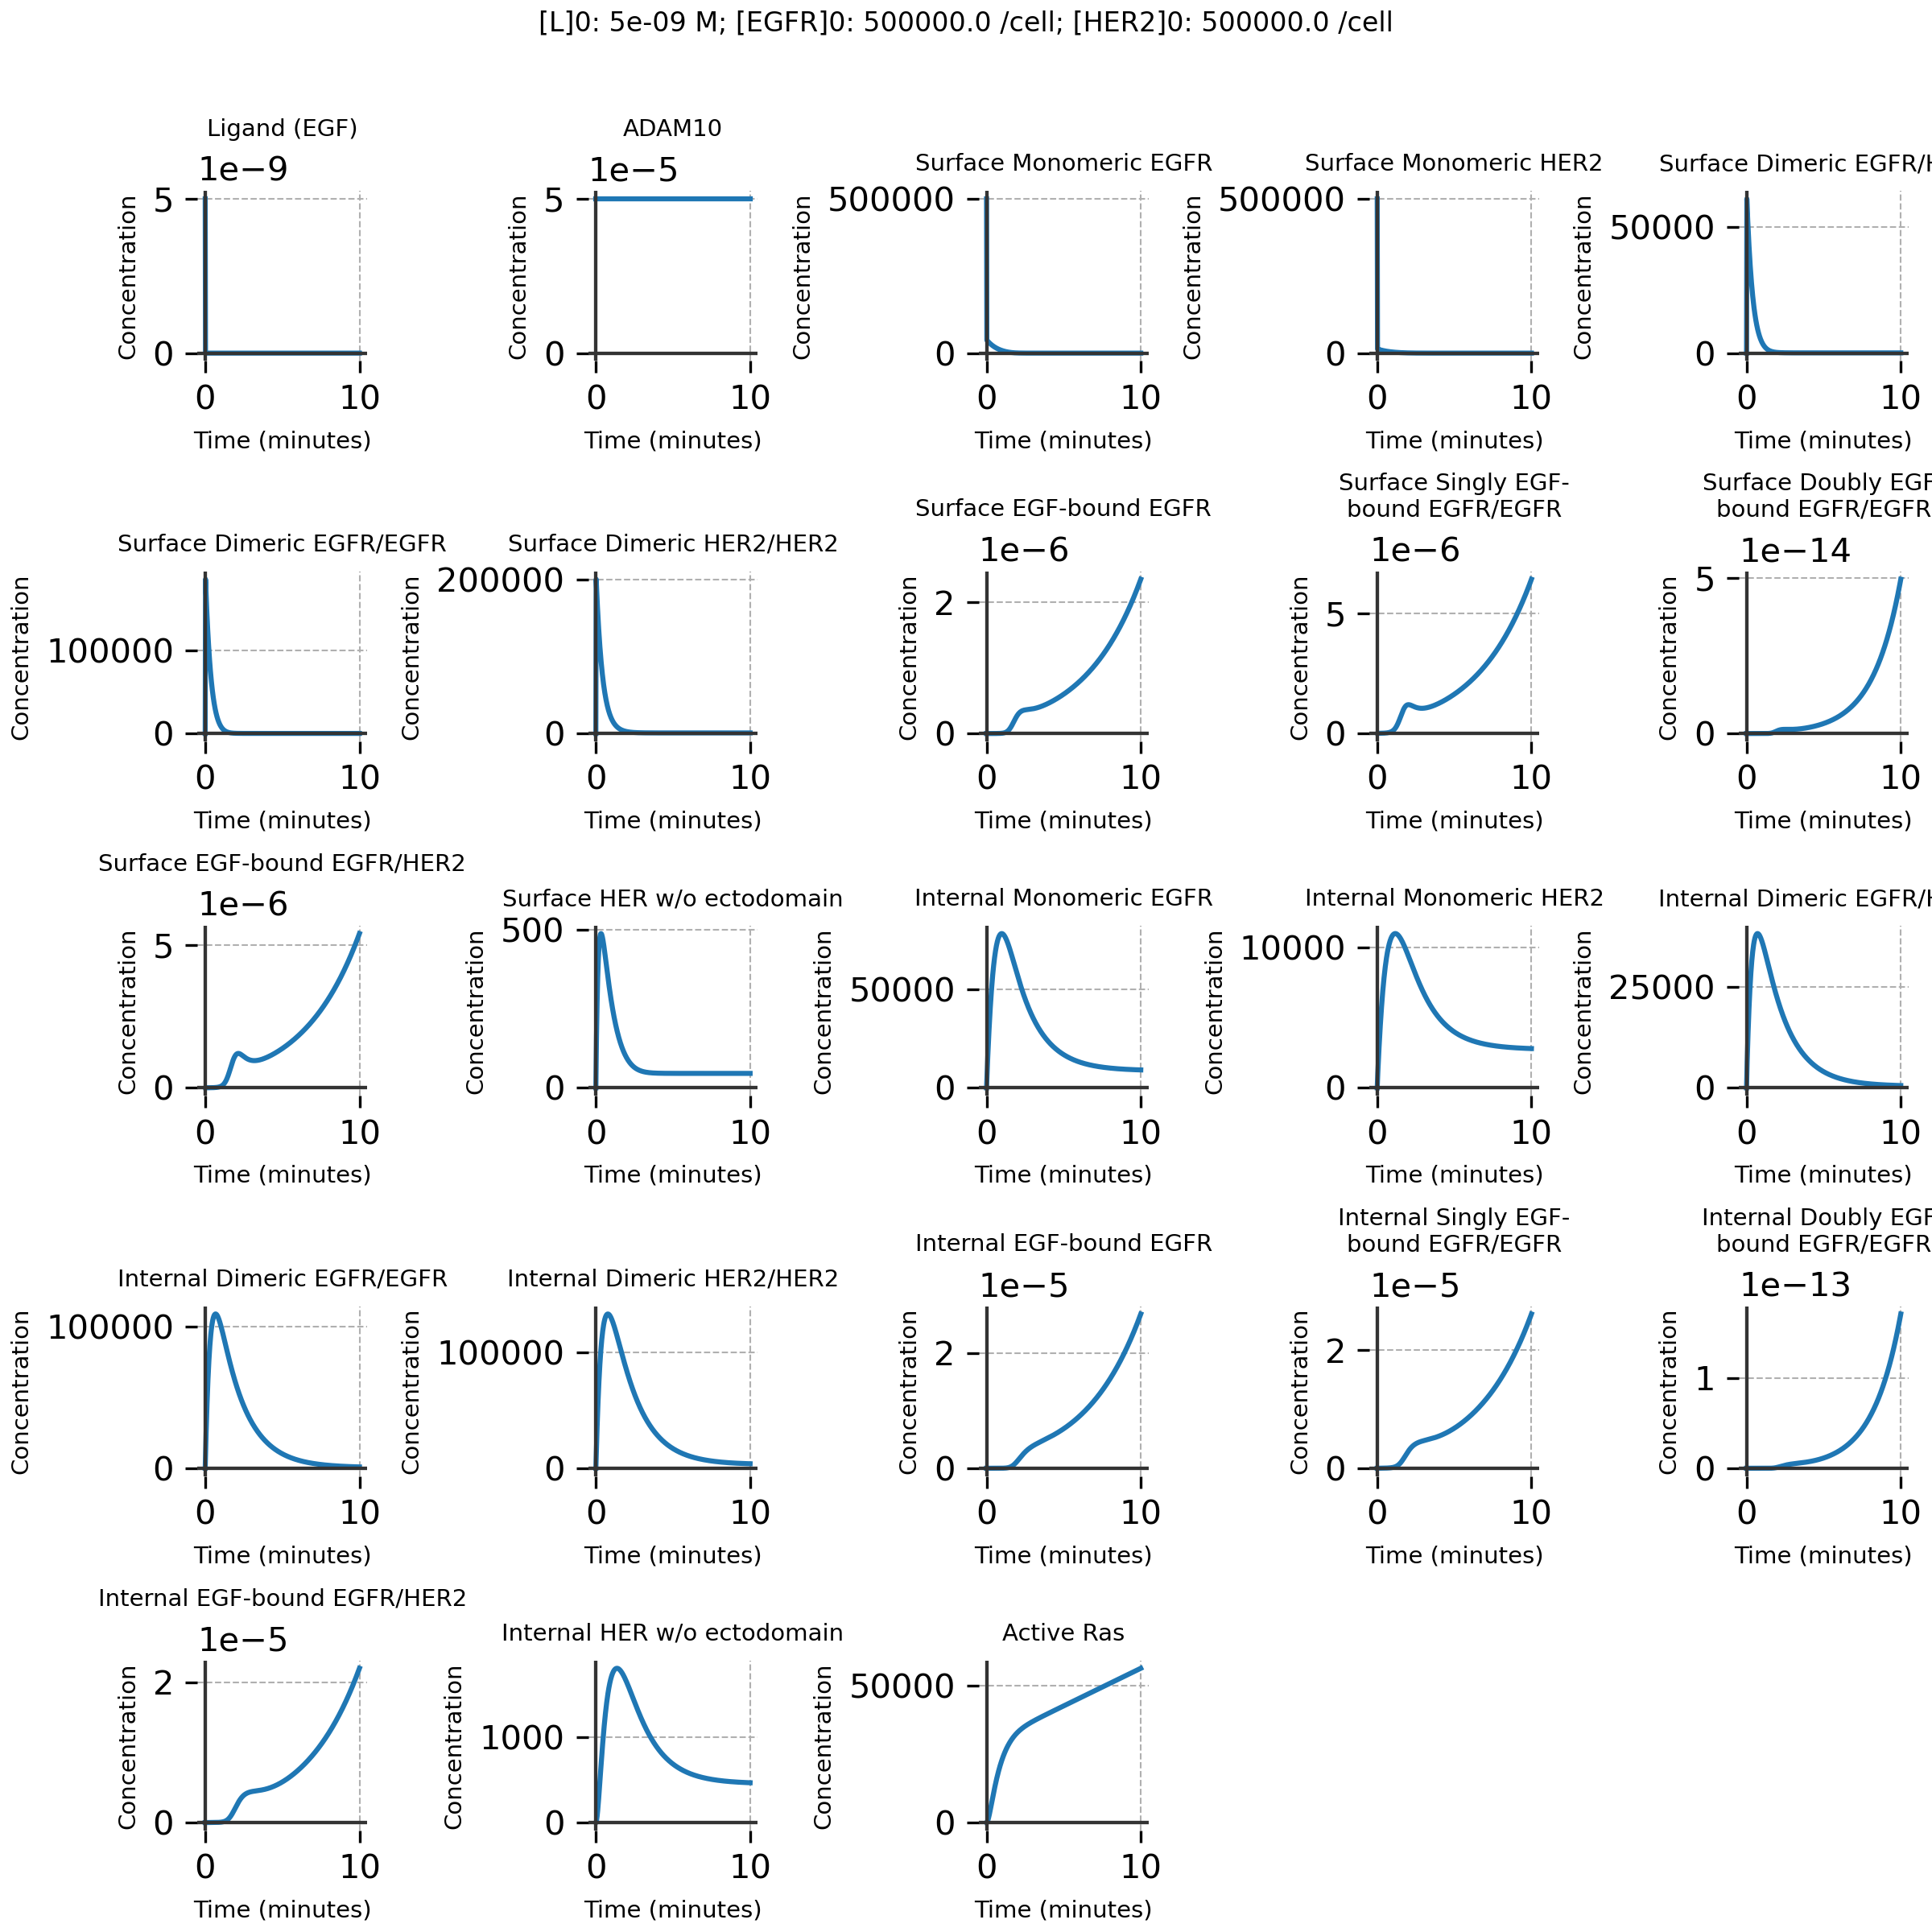 [L]0: 5e-09 M; [EGFR]0: 500000.0 /cell; [HER2]0: 500000.0 /cell
Ligand (EGF)
1e−9
Concentration
5
0
0 10
Time (minutes)
ADAM10
1e−5
Concentration
5
0
0 10
Time (minutes)
Surface Monomeric EGFR
Concentration
500000
0
0 10
Time (minutes)
Surface Monomeric HER2
Concentration
500000
0
0 10
Time (minutes)
Surface Dimeric
Concentration
50000
0
0 10
Time (minutes)
Surface Dimeric EGFR/EGFR
Concentration
100000
0
0 10
Time (minutes)
Surface Dimeric HER2/HER2
Concentration
200000
0
0 10
Time (minutes)
Surface EGF-bound EGFR
1e−6
Concentration
2
0
0 10
Time (minutes)
Surface Singly EGF-
bound EGFR/EGFR
1e−6
Concentration
5
0
0 10
Time (minutes)
Surface Doubly EGF
bound EGFR/EGFR
1e−14
Concentration
5
0
0 10
Time (minutes)
Surface EGF-bound EGFR/HER2
1e−6
Concentration
5
0
0 10
Time (minutes)
Surface HER w/o ectodomain
Concentration
500
0
0 10
Time (minutes)
Internal Monomeric EGFR
Concentration
50000
0
0 10
Time (minutes)
Internal Monomeric HER2
Concentration
10000
0
0 10
Time (minutes)
Internal Dimeric
Concentration
25000
0
0 10
Time (minutes)
Internal Dimeric EGFR/EGFR
Concentration
100000
0
0 10
Time (minutes)
Internal Dimeric HER2/HER2
Concentration
100000
0
0 10
Time (minutes)
Internal EGF-bound EGFR
1e−5
Concentration
2
0
0 10
Time (minutes)
Internal Singly EGF-
bound EGFR/EGFR
1e−5
Concentration
2
0
0 10
Time (minutes)
Internal Doubly EGF
bound EGFR/EGFR
1e−13
Concentration
1
0
0 10
Time (minutes)
Internal EGF-bound EGFR/HER2
1e−5
Concentration
2
0
0 10
Time (minutes)
Internal HER w/o ectodomain
Concentration
1000
0
0 10
Time (minutes)
Active Ras
Concentration
50000
0
0 10
Time (minutes)